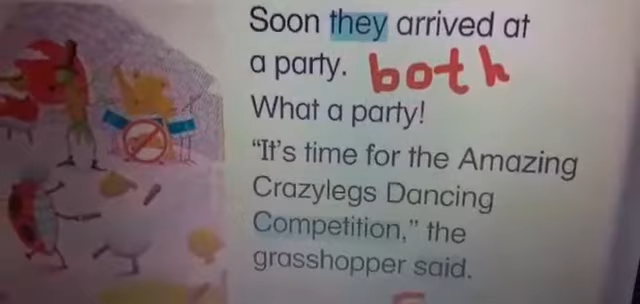 Soon they arrived at
a party. both
What a party!
"It's time for the Amazing
Crazylegs Dancing
Competition," the
grasshopper said.